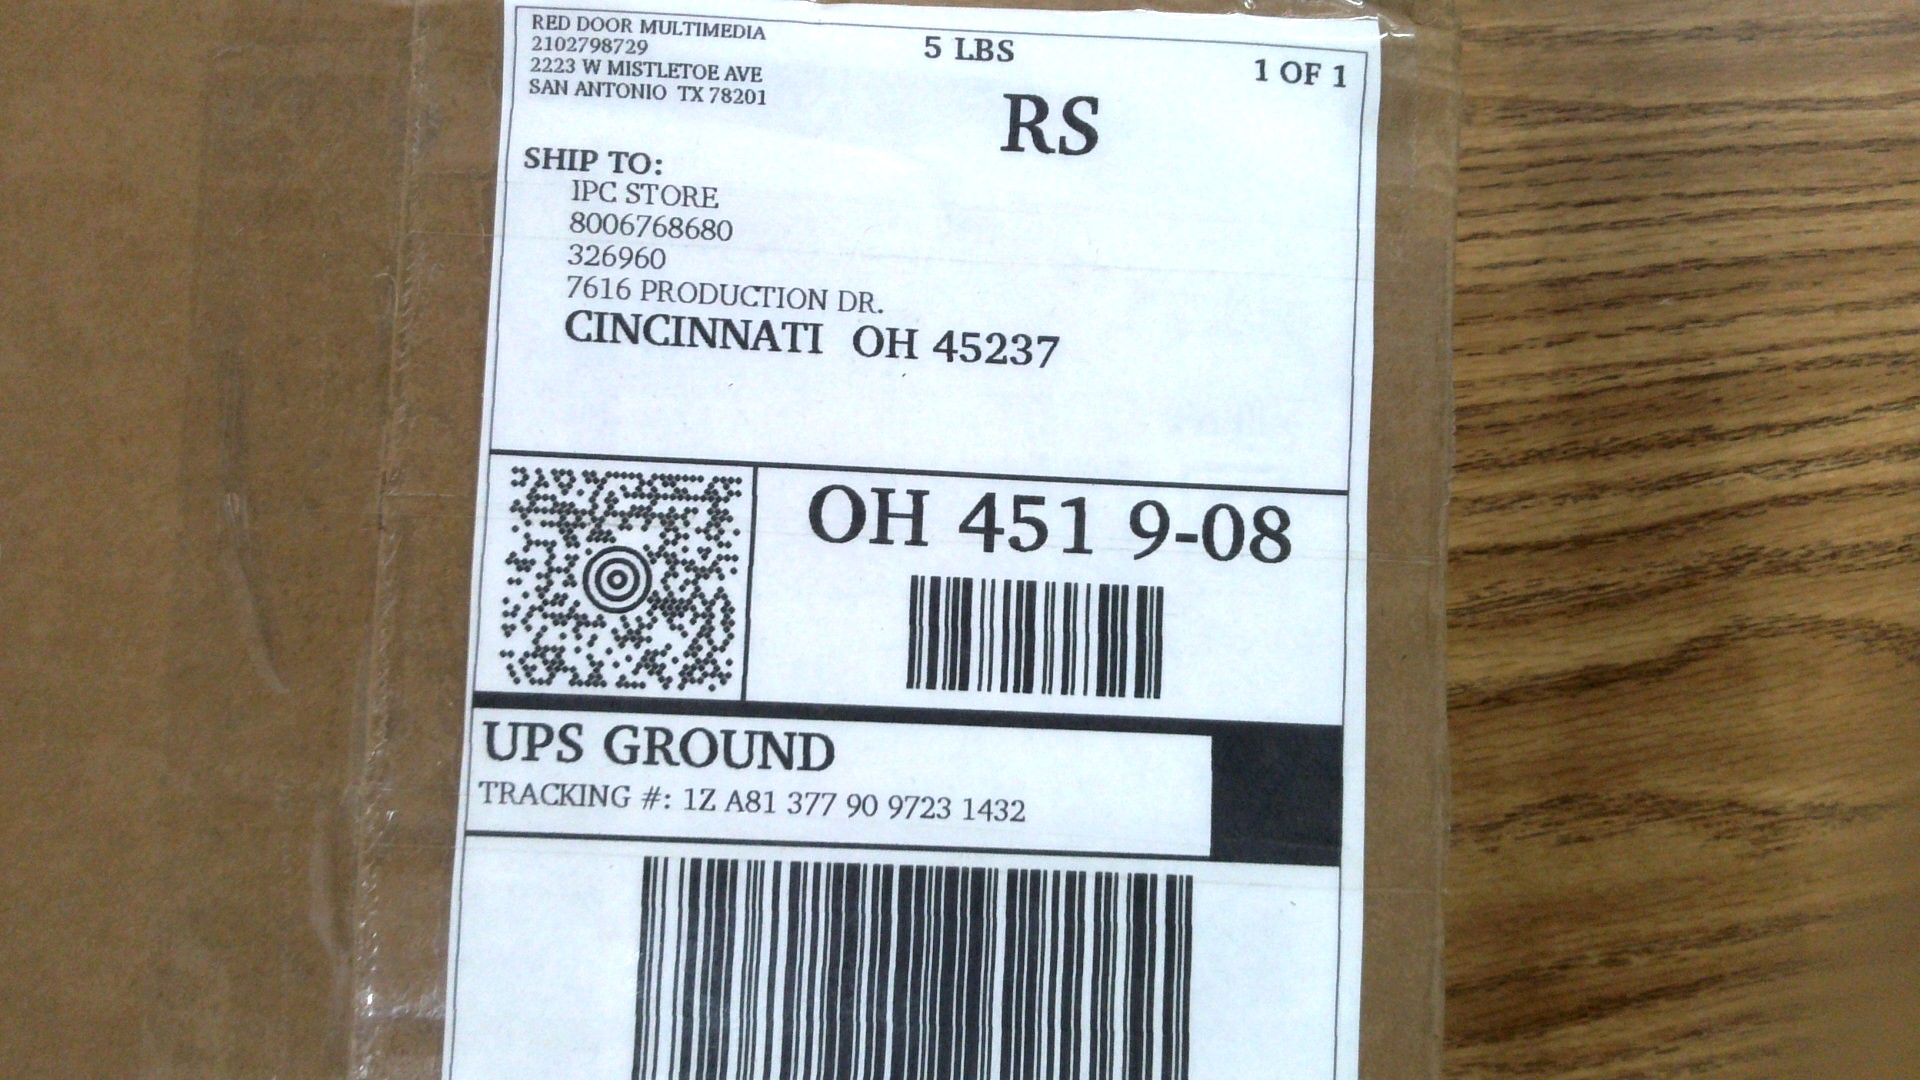 RED DOOR MULTIMEDIA
2102798729
2223 W MISTLETOE AVE
SAN ANTONIO TX 78201
5 LBS
1 OF 1
RS
SHIP TO:
IPC STORE
8006768680
326960
7616 PRODUCTION DR.
CINCINNATI OH 45237
OH 451 9-08
UPS GROUND
TRACKING #: 1Z A81 377 90 9723 1432